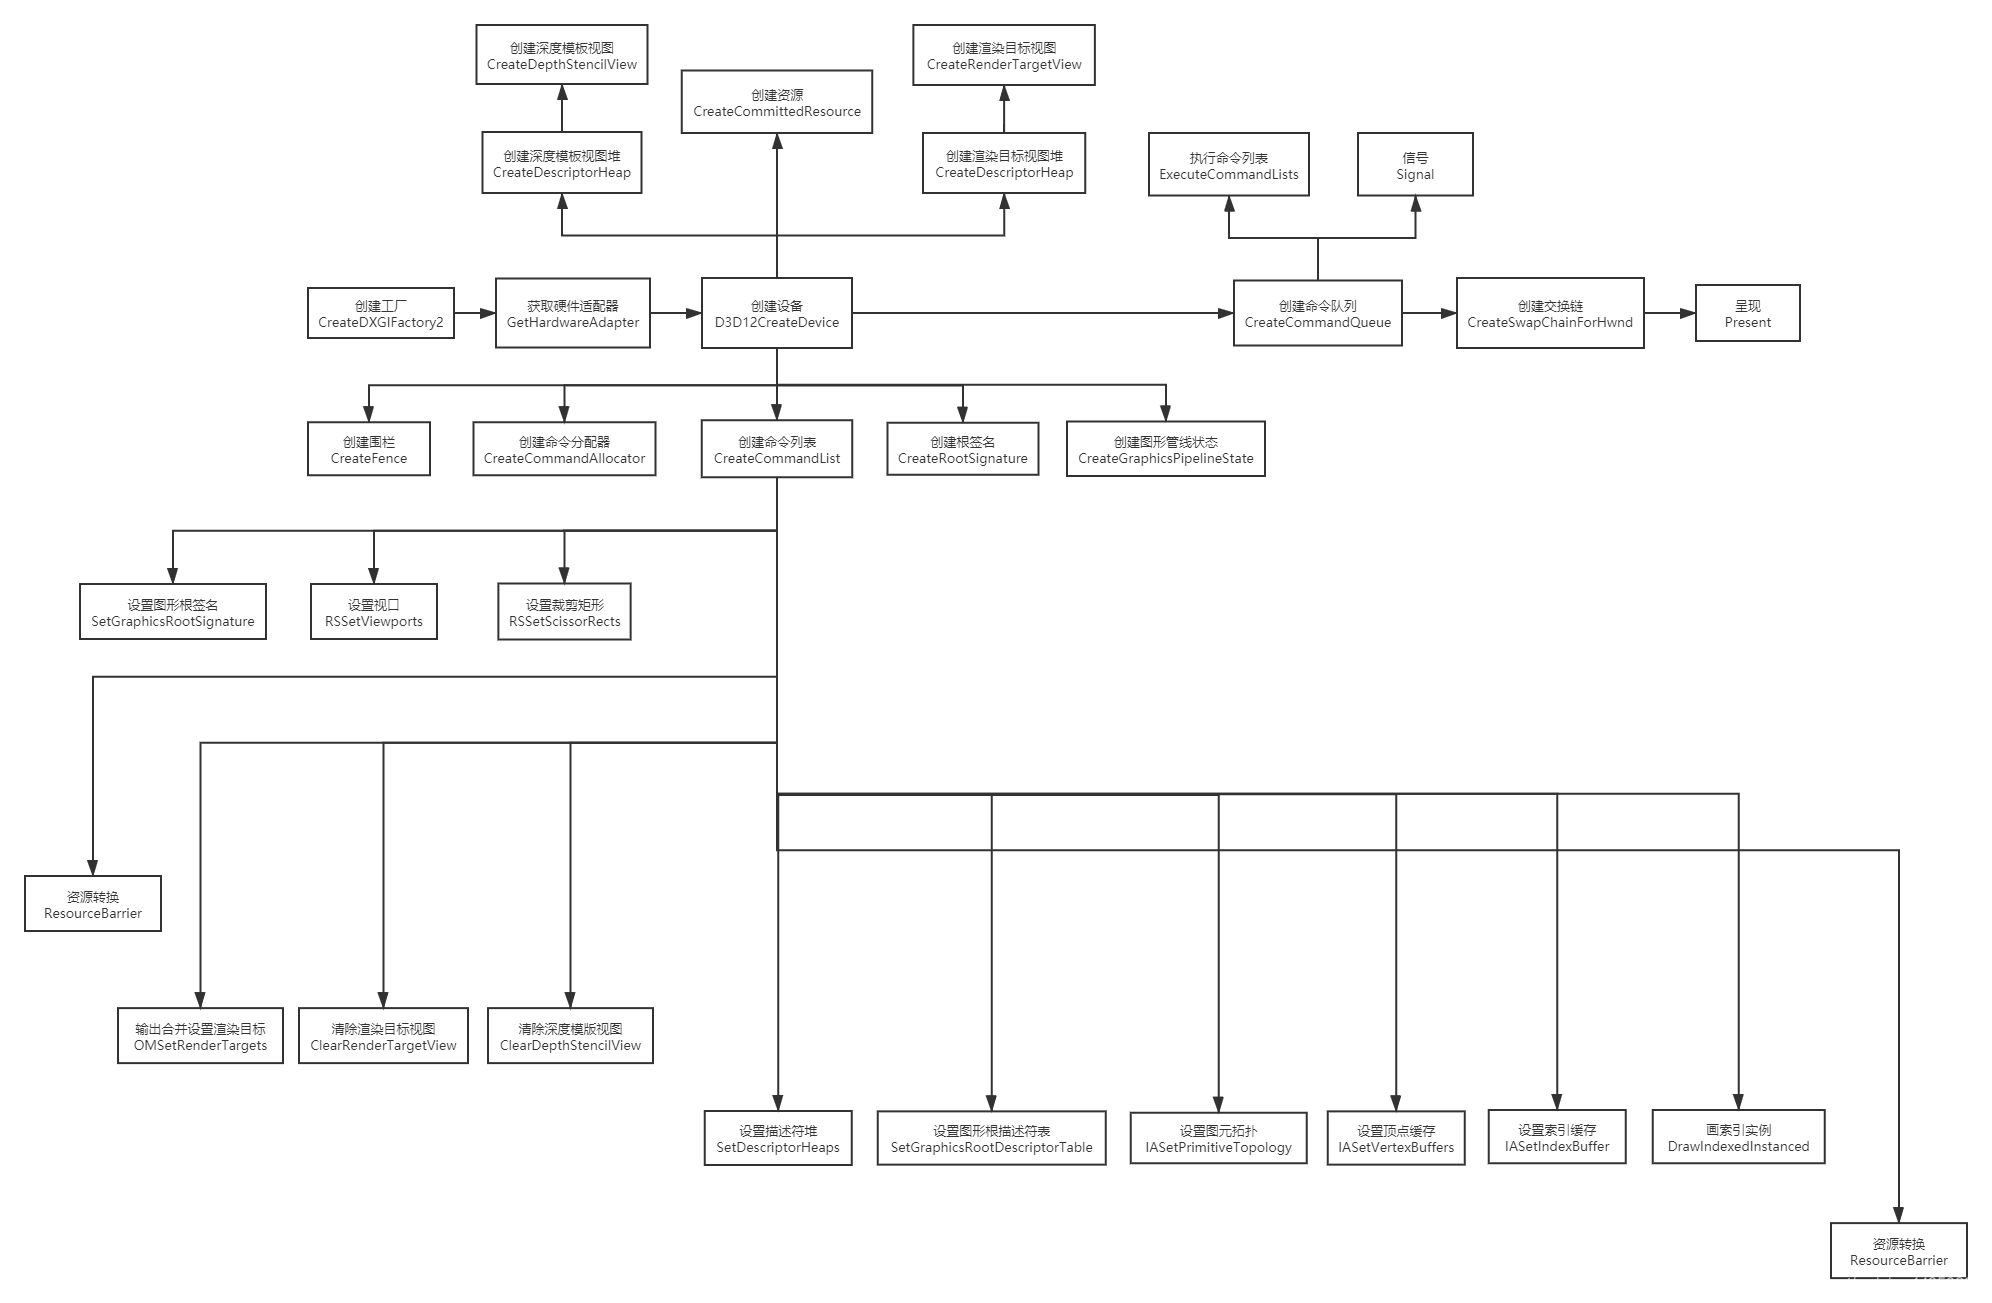 创建深度模板视图
CreateDepthStencilView
创建渲染目标视图
CreateRenderTargetView
创建资源
CreateCommittedResource
创建深度模板视图堆
CreateDescriptorHeap
创建渲染目标视图堆
CreateDescriptorHeap
执行命令列表
ExecuteCommandLists
信号
Signal
创建工厂
CreateDXGIFactory2
获取硬件适配器
GetHardwareAdapter
创建设备
D3D12CreateDevice
创建命令队列
CreateCommandQueue
创建交换链
CreateSwapChainForHwnd
呈现
Present
创建围栏
CreateFence
创建命令分配器
CreateCommandAllocator
创建命令列表
CreateCommandList
创建根签名
CreateRootSignature
创建图形管线状态
CreateGraphicsPipelineState
设置图形根签名
SetGraphicsRootSignature
设置视口
RSSetViewports
设置裁剪矩形
RSSetScissorRects
资源转换
ResourceBarrier
输出合并设置渲染目标
OMSetRenderTargets
清除渲染目标视图
ClearRenderTargetView
清除深度模版视图
ClearDepthStencilView
设置描述符堆
SetDescriptorHeaps
设置图形根描述符表
SetGraphicsRootDescriptorTable
设置图元拓扑
IASetPrimitiveTopology
设置顶点缓存
IASetVertexBuffers
设置索引缓存
IASetIndexBuffer
画索引实例
DrawIndexedInstanced
资源转换
ResourceBarrier